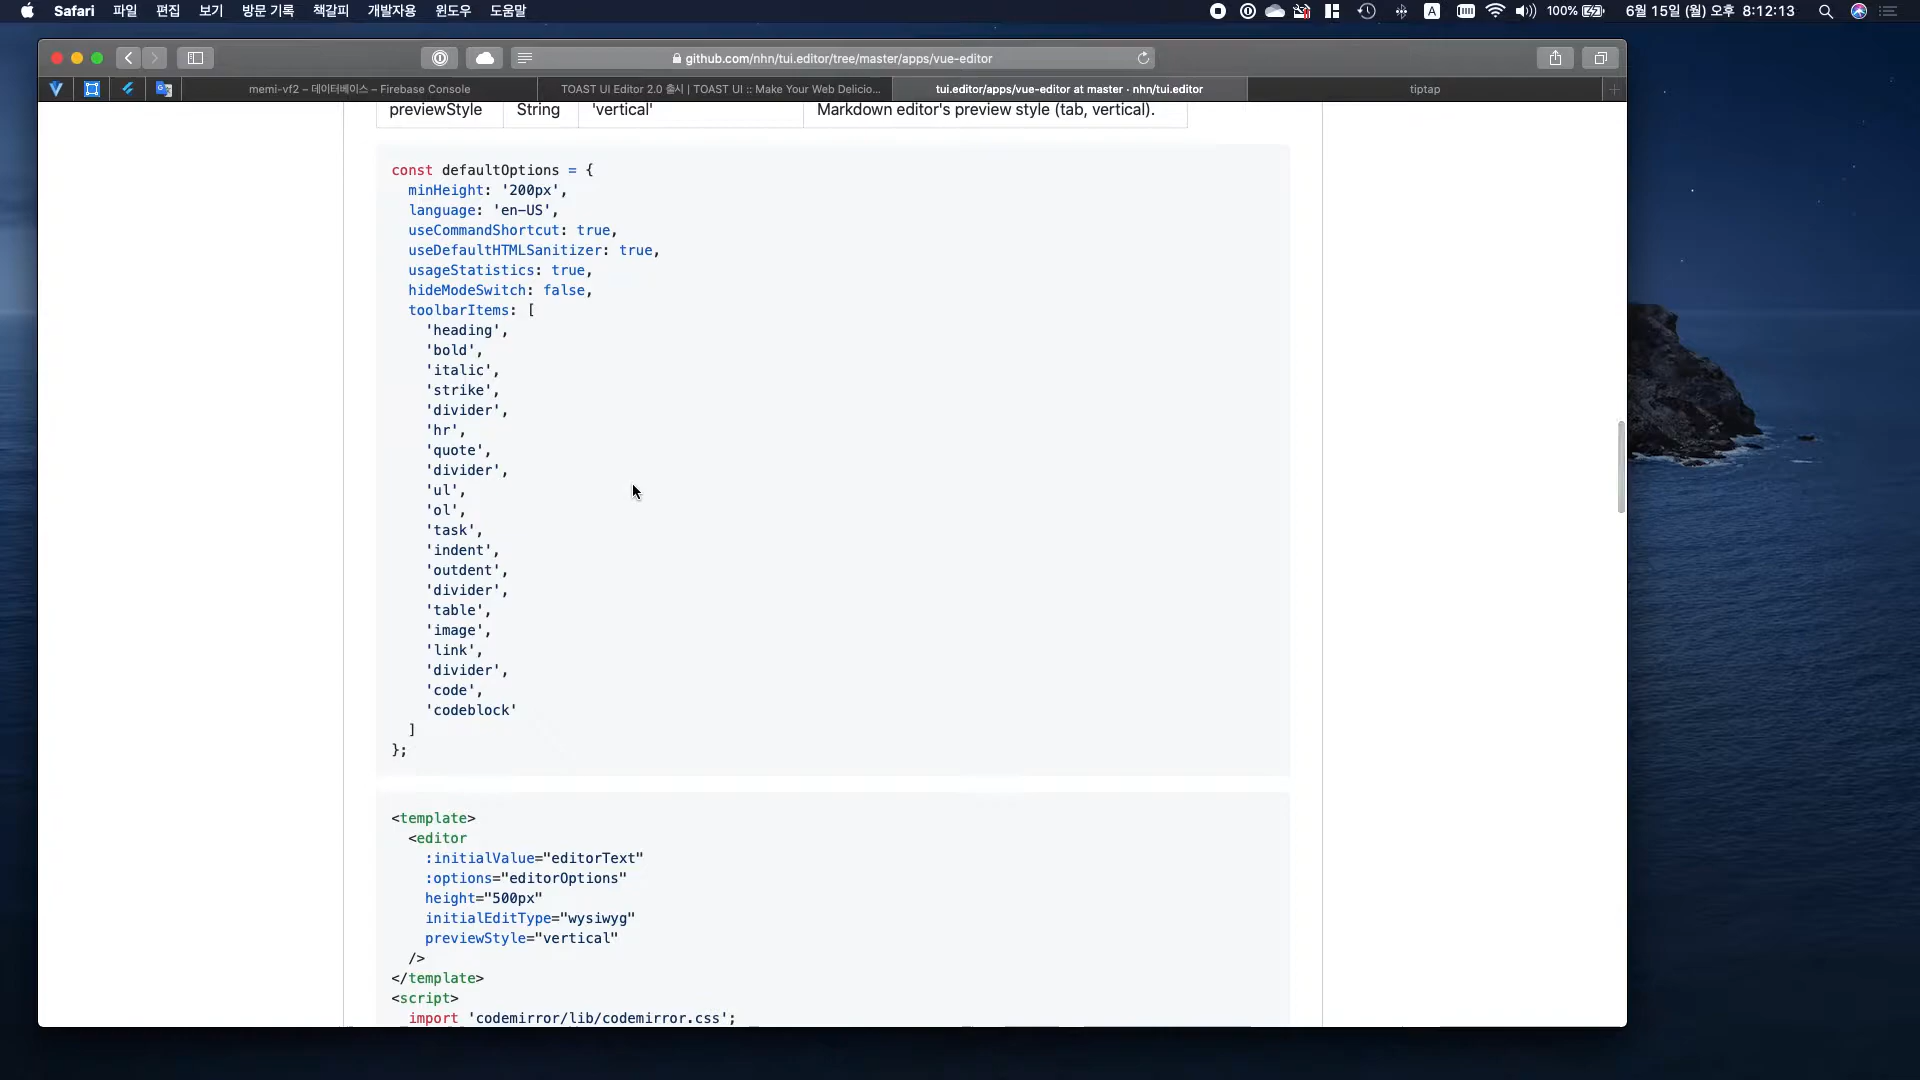 Safari 파일 편집 보기 방문 기록 책갈피 개발자용 윈도우 도움말 A 100% 6월 15일 (월) 오후 8:12:13
github.com/nhn/tui.editor/tree/master/apps/vue-editor
memi-vf2 – 데이터베이스 – Firebase Console TOAST UI Editor 2.0 출시 | TOAST UI :: Make Your Web Delicio... tui.editor/apps/vue-editor at master · nhn/tui.editor tiptap
previewStyle String 'vertical' Markdown editor's preview style (tab, vertical).
const defaultOptions = {
minHeight: '200px',
language: 'en-US',
useCommandShortcut: true,
useDefaultHTMLSanitizer: true,
usageStatistics: true,
hideModeSwitch: false,
toolbarItems: [
'heading',
'bold',
'italic',
'strike',
'divider',
'hr',
'quote',
'divider',
'ul',
'ol',
'task',
'indent',
'outdent',
'divider',
'table',
'image',
'link',
'divider',
'code',
'codeblock'
]
};
<template>
<editor
:initialValue="editorText"
:options="editorOptions"
height="500px"
initialEditType="wysiwyg"
previewStyle="vertical"
/>
</template>
<script>
import 'codemirror/lib/codemirror.css';